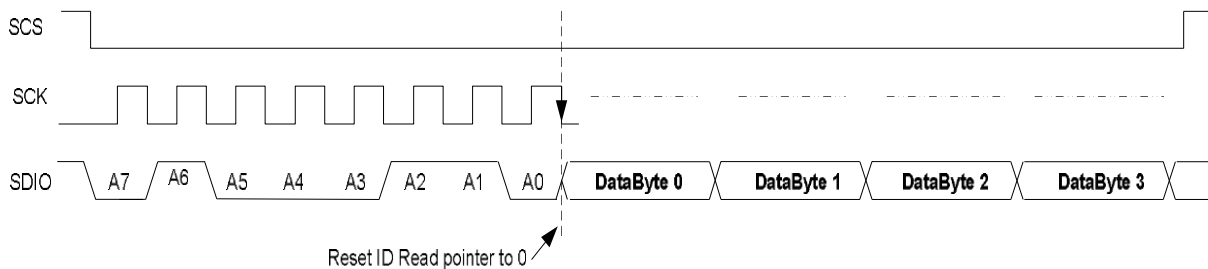 SCS
SCK
SDIO A7 A6 A5 A4 A3 A2 A1 A0 DataByte 0 DataByte 1 DataByte 2 DataByte 3
Reset ID Read pointer to 0